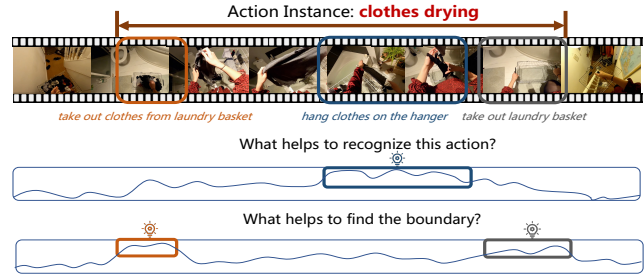 Action Instance: clothes drying
take out clothes from laundry basket
hang clothes on the hanger
take out laundry basket
What helps to recognize this action?
What helps to find the boundary?